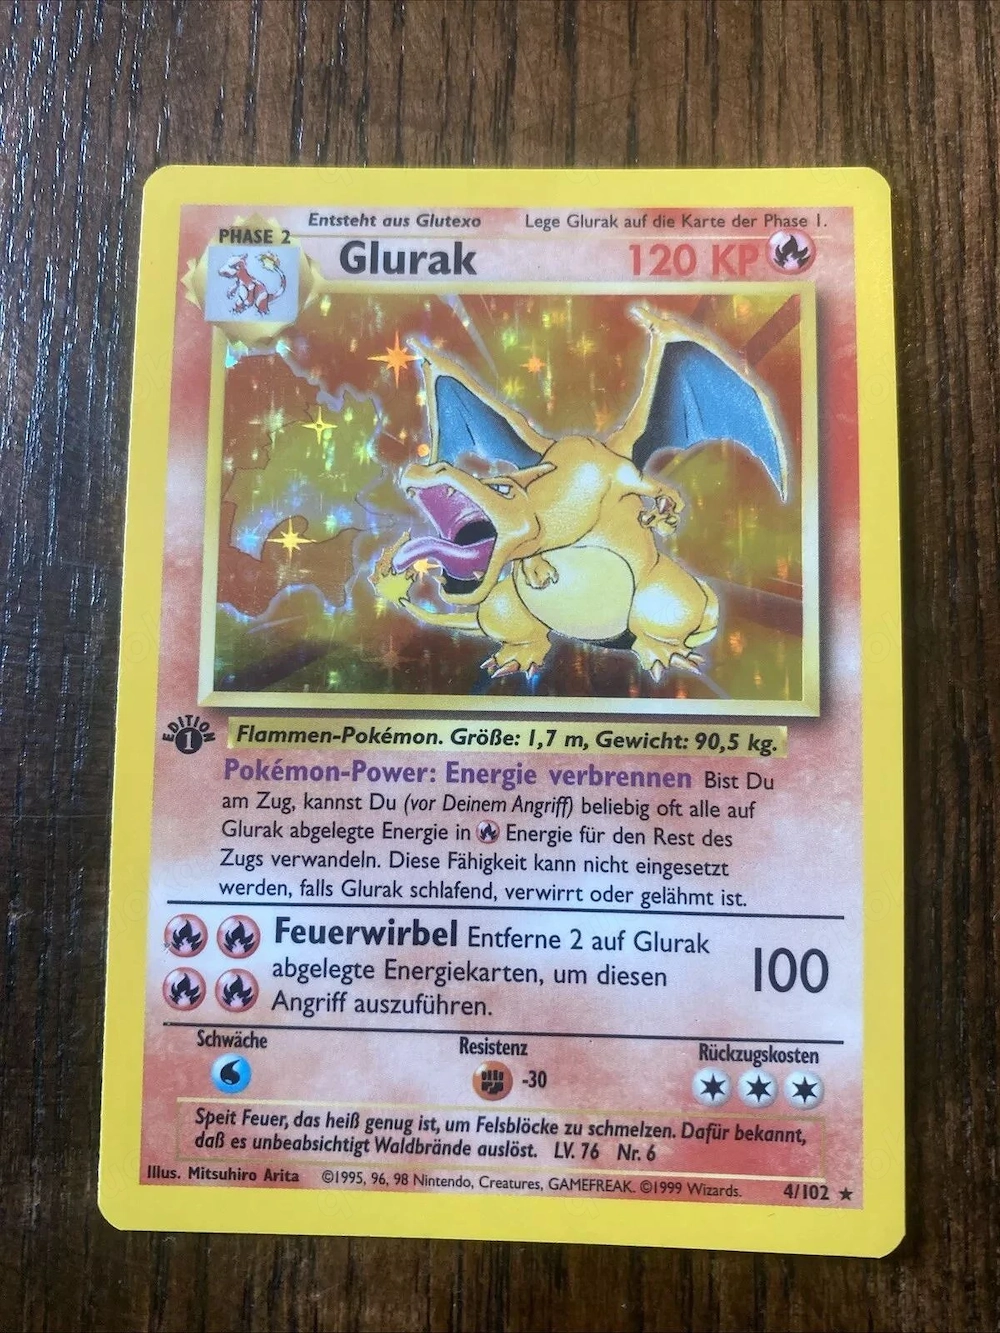 Entsteht aus Glutexo Lege Glurak auf die Karte der Phase 1.
PHASE 2
Glurak 120 KP
EDITION
1
Flammen-Pokémon. Größe: 1,7 m, Gewicht: 90,5 kg.
Pokémon-Power: Energie verbrennen Bist Du
am Zug, kannst Du (vor Deinem Angriff) beliebig oft alle auf
Glurak abgelegte Energie in Energie für den Rest des
Zugs verwandeln. Diese Fähigkeit kann nicht eingesetzt
werden, falls Glurak schlafend, verwirrt oder gelähmt ist.
Feuerwirbel Entferne 2 auf Glurak
abgelegte Energiekarten, um diesen
Angriff auszuführen.
100
Schwäche Resistenz Rückzugskosten
-30
Speit Feuer, das heiß genug ist, um Felsblöcke zu schmelzen. Dafür bekannt,
daß es unbeabsichtigt Waldbrände auslöst. LV. 76 Nr. 6
Illus. Mitsuhiro Arita ©1995, 96, 98 Nintendo, Creatures, GAMEFREAK. ©1999 Wizards. 4/102 ★